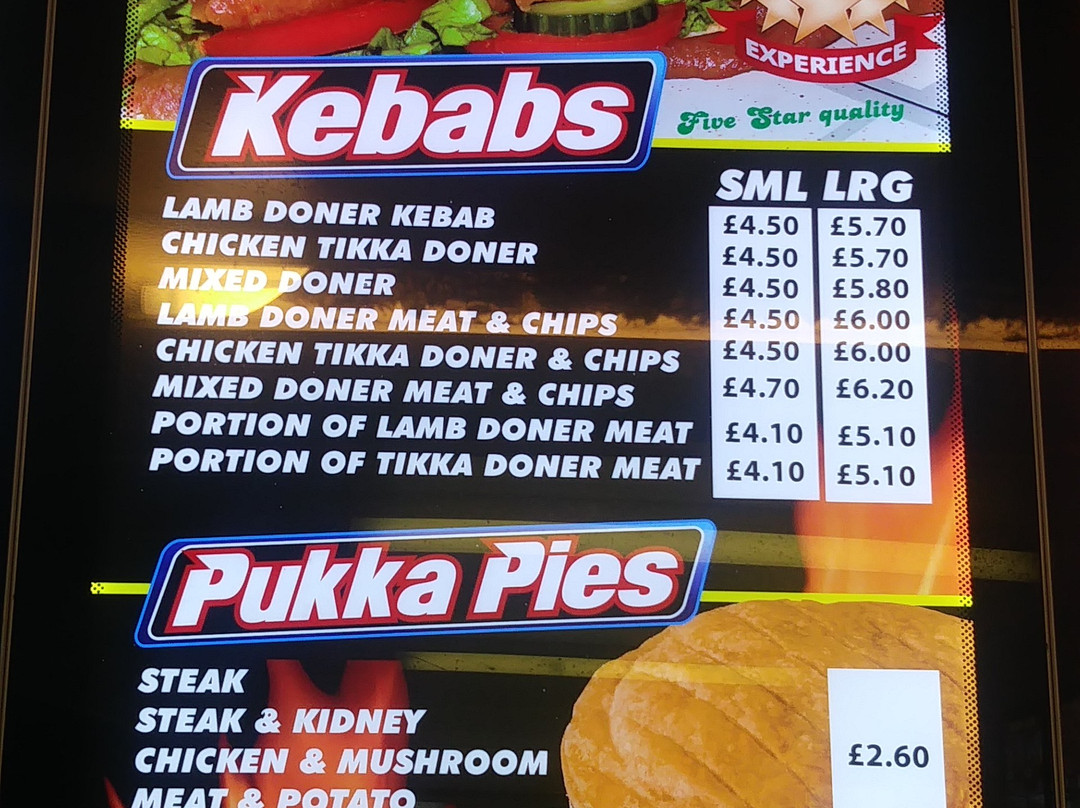 EXPERIENCE
Five Star quality
Kebabs
SML LRG
LAMB DONER KEBAB £4.50 £5.70
CHICKEN TIKKA DONER £4.50 £5.70
MIXED DONER £4.50 £5.80
LAMB DONER MEAT & CHIPS £4.50 £6.00
CHICKEN TIKKA DONER & CHIPS £4.50 £6.00
MIXED DONER MEAT & CHIPS £4.70 £6.20
PORTION OF LAMB DONER MEAT £4.10 £5.10
PORTION OF TIKKA DONER MEAT £4.10 £5.10
Pukka Pies
STEAK
STEAK & KIDNEY
CHICKEN & MUSHROOM £2.60
MEAT & POTATO